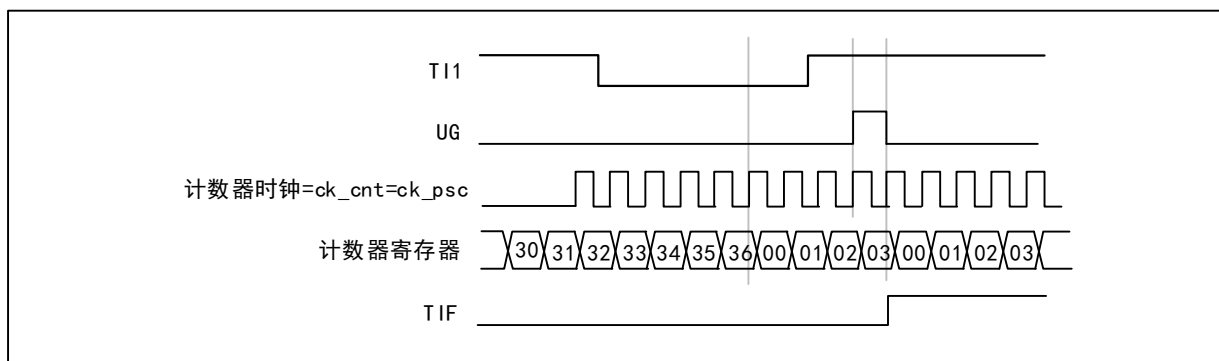 TI1
UG
计数器时钟=ck_cnt=ck_psc
计数器寄存器 30 31 32 33 34 35 36 00 01 02 03 00 01 02 03
TIF